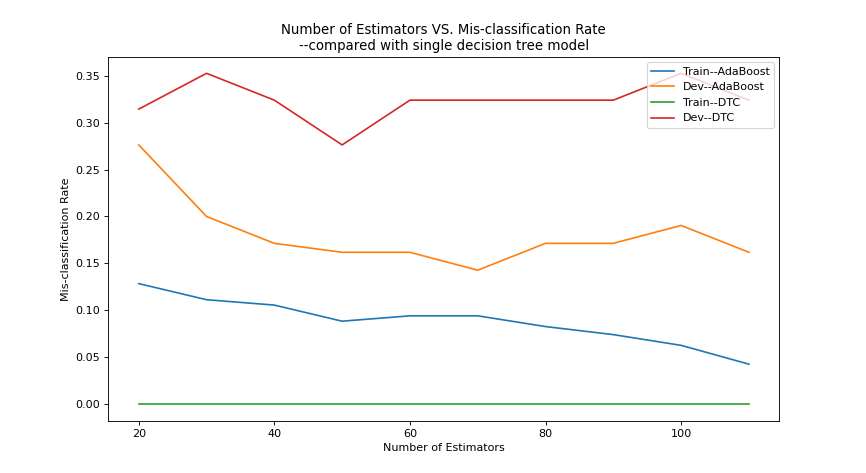 Number of Estimators VS. Mis-classification Rate
--compared with single decision tree model
Train--AdaBoost
Dev--AdaBoost
Train--DTC
Dev--DTC
Mis-classification Rate
0.35
0.30
0.25
0.20
0.15
0.10
0.05
0.00
20 40 60 80 100
Number of Estimators